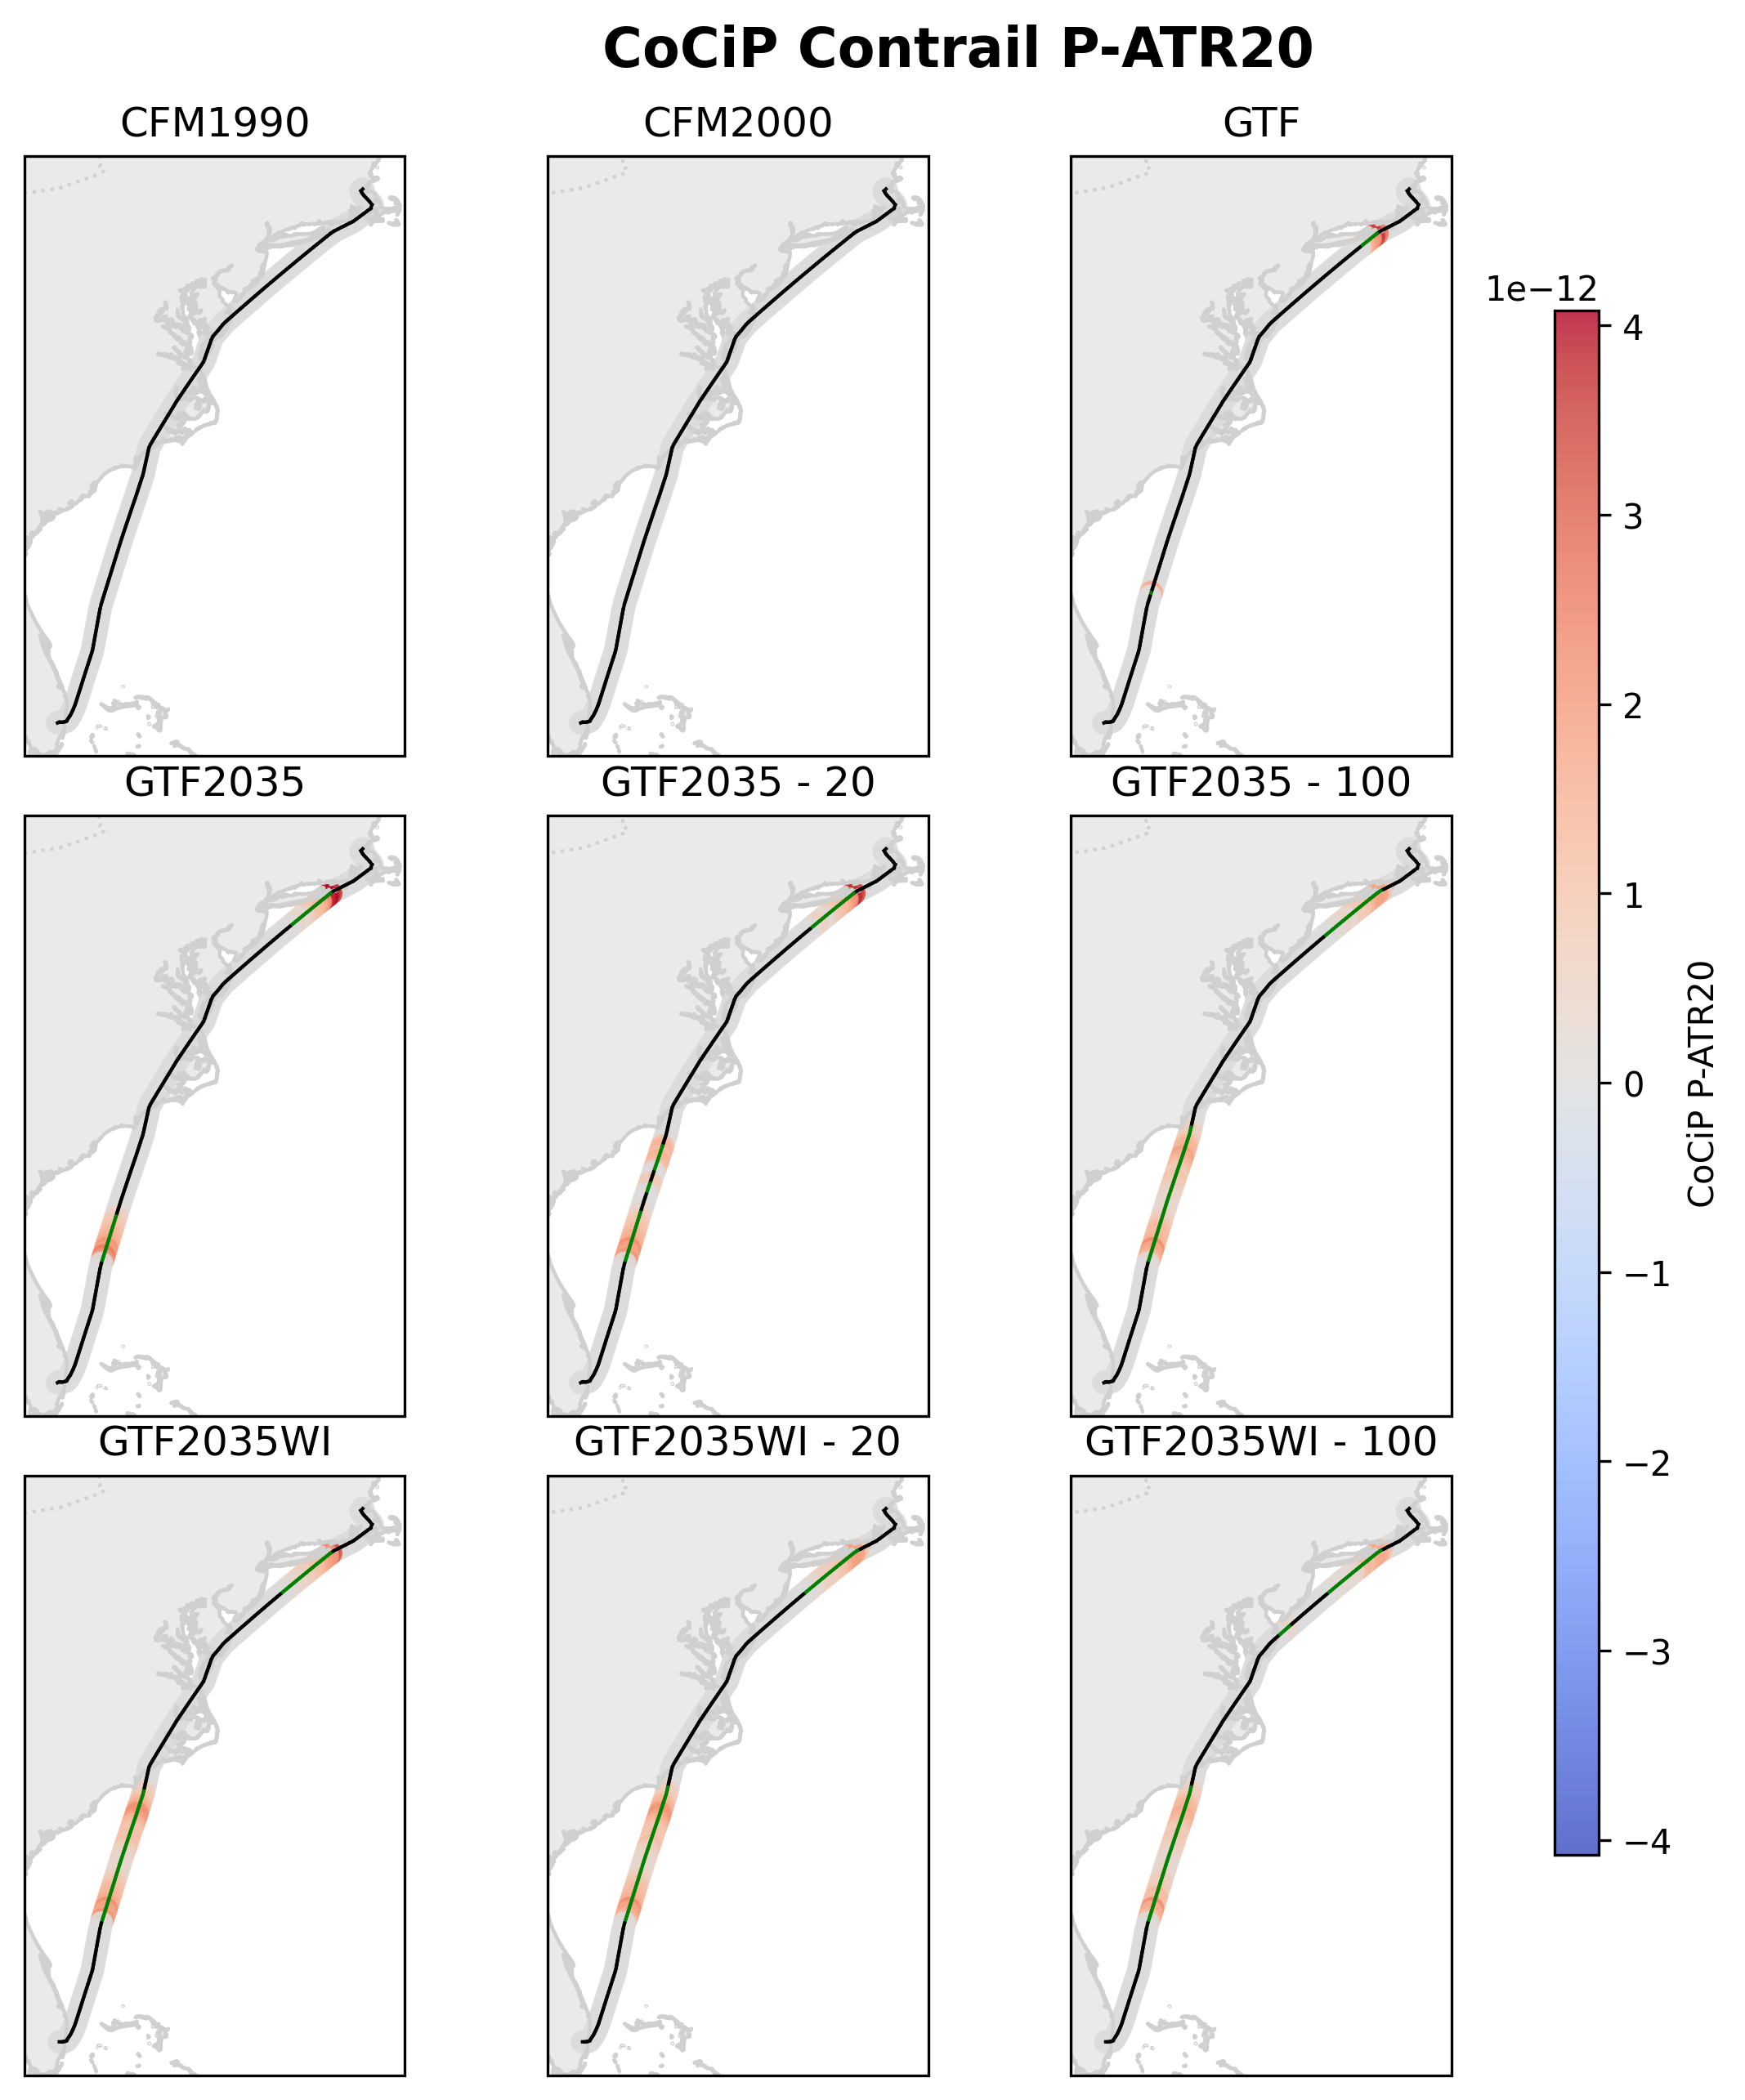 CoCiP Contrail P-ATR20
CFM1990
CFM2000
GTF
1e−12
4
3
2
1
0
−1
−2
−3
−4
CoCiP P-ATR20
GTF2035
GTF2035 - 20
GTF2035 - 100
GTF2035WI
GTF2035WI - 20
GTF2035WI - 100